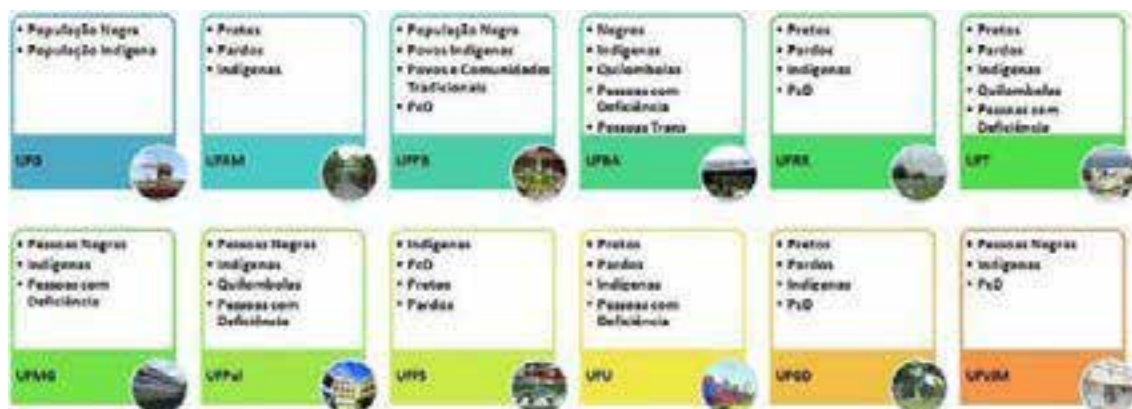 • População Negra
• População Indígena
UFG
• Pretos
• Pardos
• Indígenas
UFAM
• População Negra
• Povos Indígenas
• Povos e Comunidades
Tradicionais
• PcD
UFPB
• Negros
• Indígenas
• Quilombolas
• Pessoas com
Deficiência
• Pessoas Trans
UFBA
• Pretos
• Pardos
• Indígenas
• PcD
UFRR
• Pretos
• Pardos
• Indígenas
• Quilombolas
• Pessoas com
Deficiência
UFT
• Pessoas Negras
• Indígenas
• Pessoas com
Deficiência
UFMG
• Pessoas Negras
• Indígenas
• Quilombolas
• Pessoas com
Deficiência
UFPel
• Indígenas
• PcD
• Pretos
• Pardos
UFFS
• Pretos
• Pardos
• Indígenas
• Pessoas com
Deficiência
UFU
• Pretos
• Pardos
• Indígenas
• PcD
UFGD
• Pessoas Negras
• Indígenas
• PcD